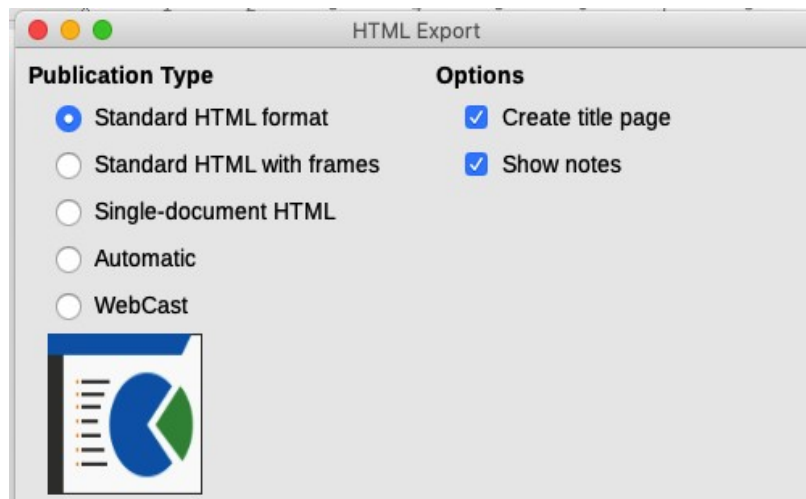 HTML Export
Publication Type
Standard HTML format
Standard HTML with frames
Single-document HTML
Automatic
WebCast
Options
Create title page
Show notes